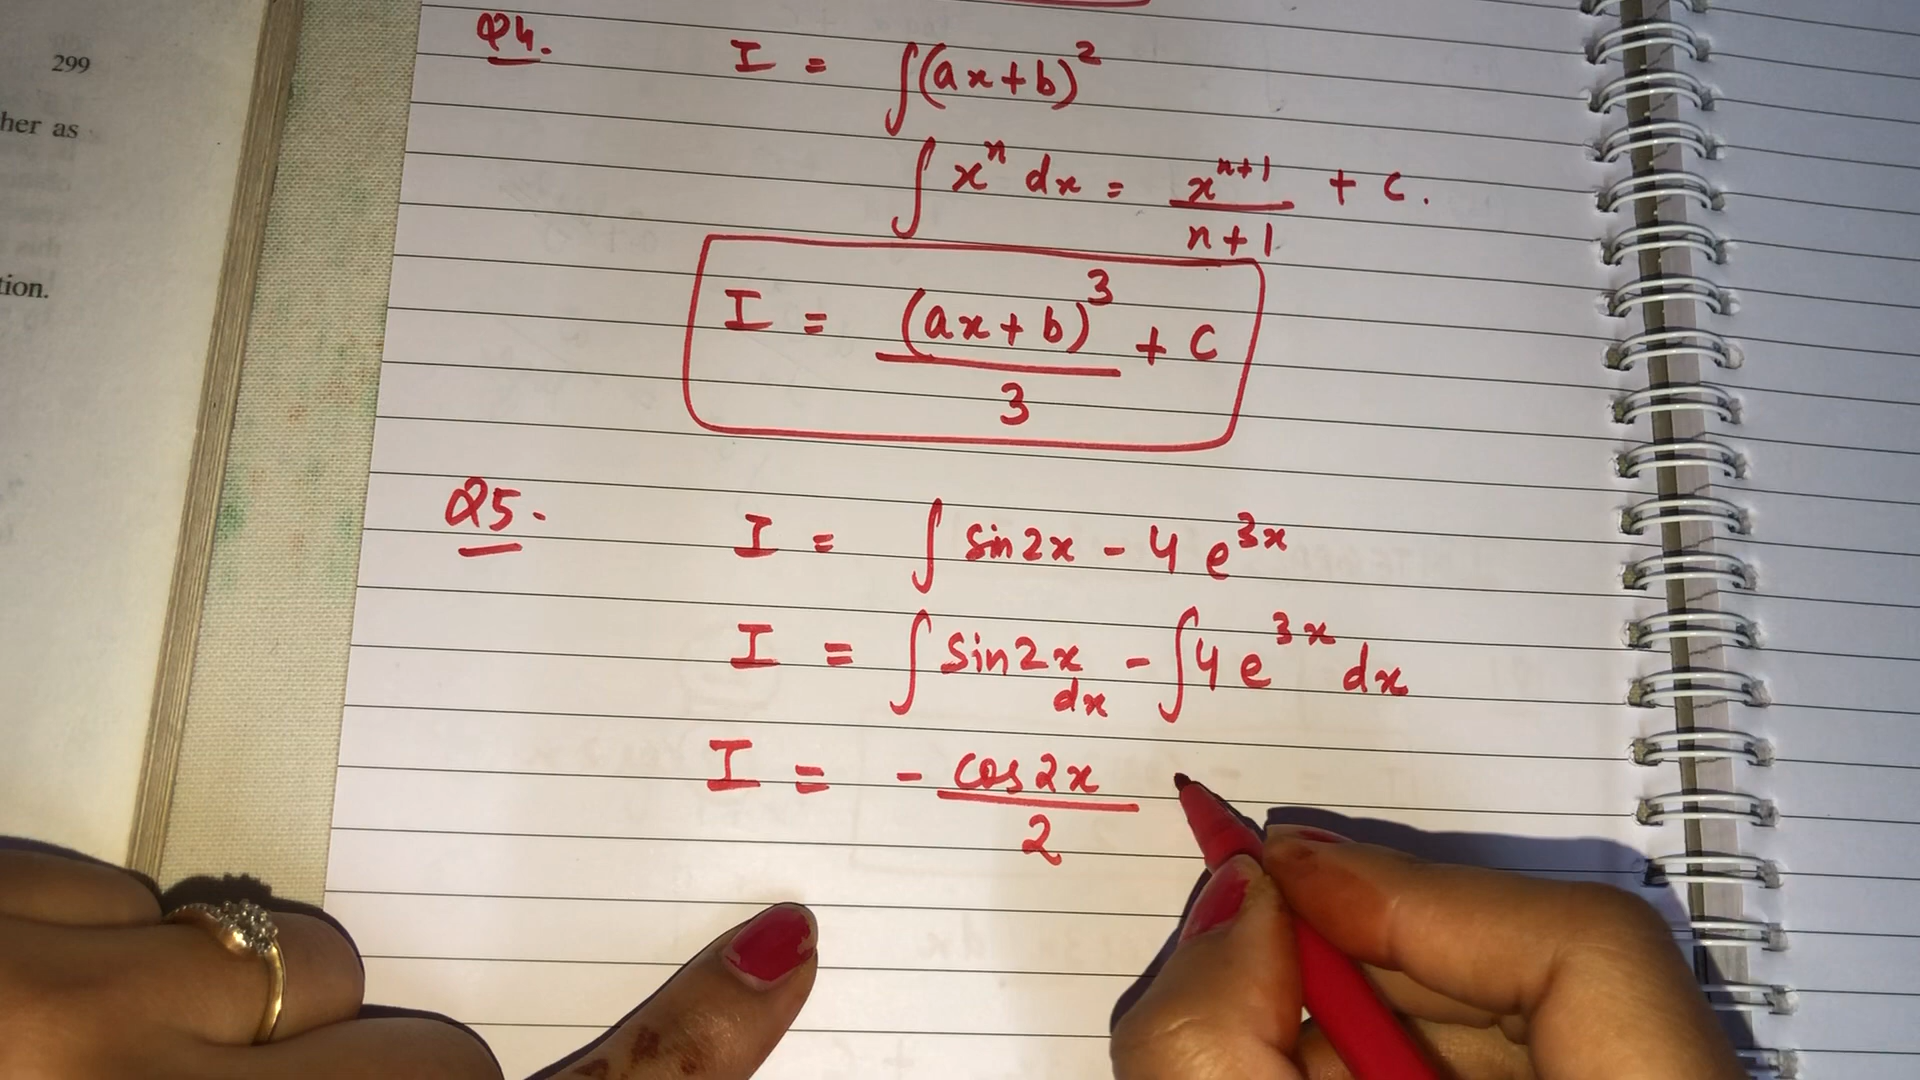 299
her as
tion.
Q4. I = ∫(ax+b)²
∫xⁿ dx = xⁿ⁺¹/n+1 + c.
I = (ax+b)³/3 + c
Q5. I = ∫ sin2x - 4e³ˣ
I = ∫ sin2x dx - ∫4e³ˣ dx
I = - cos2x/2